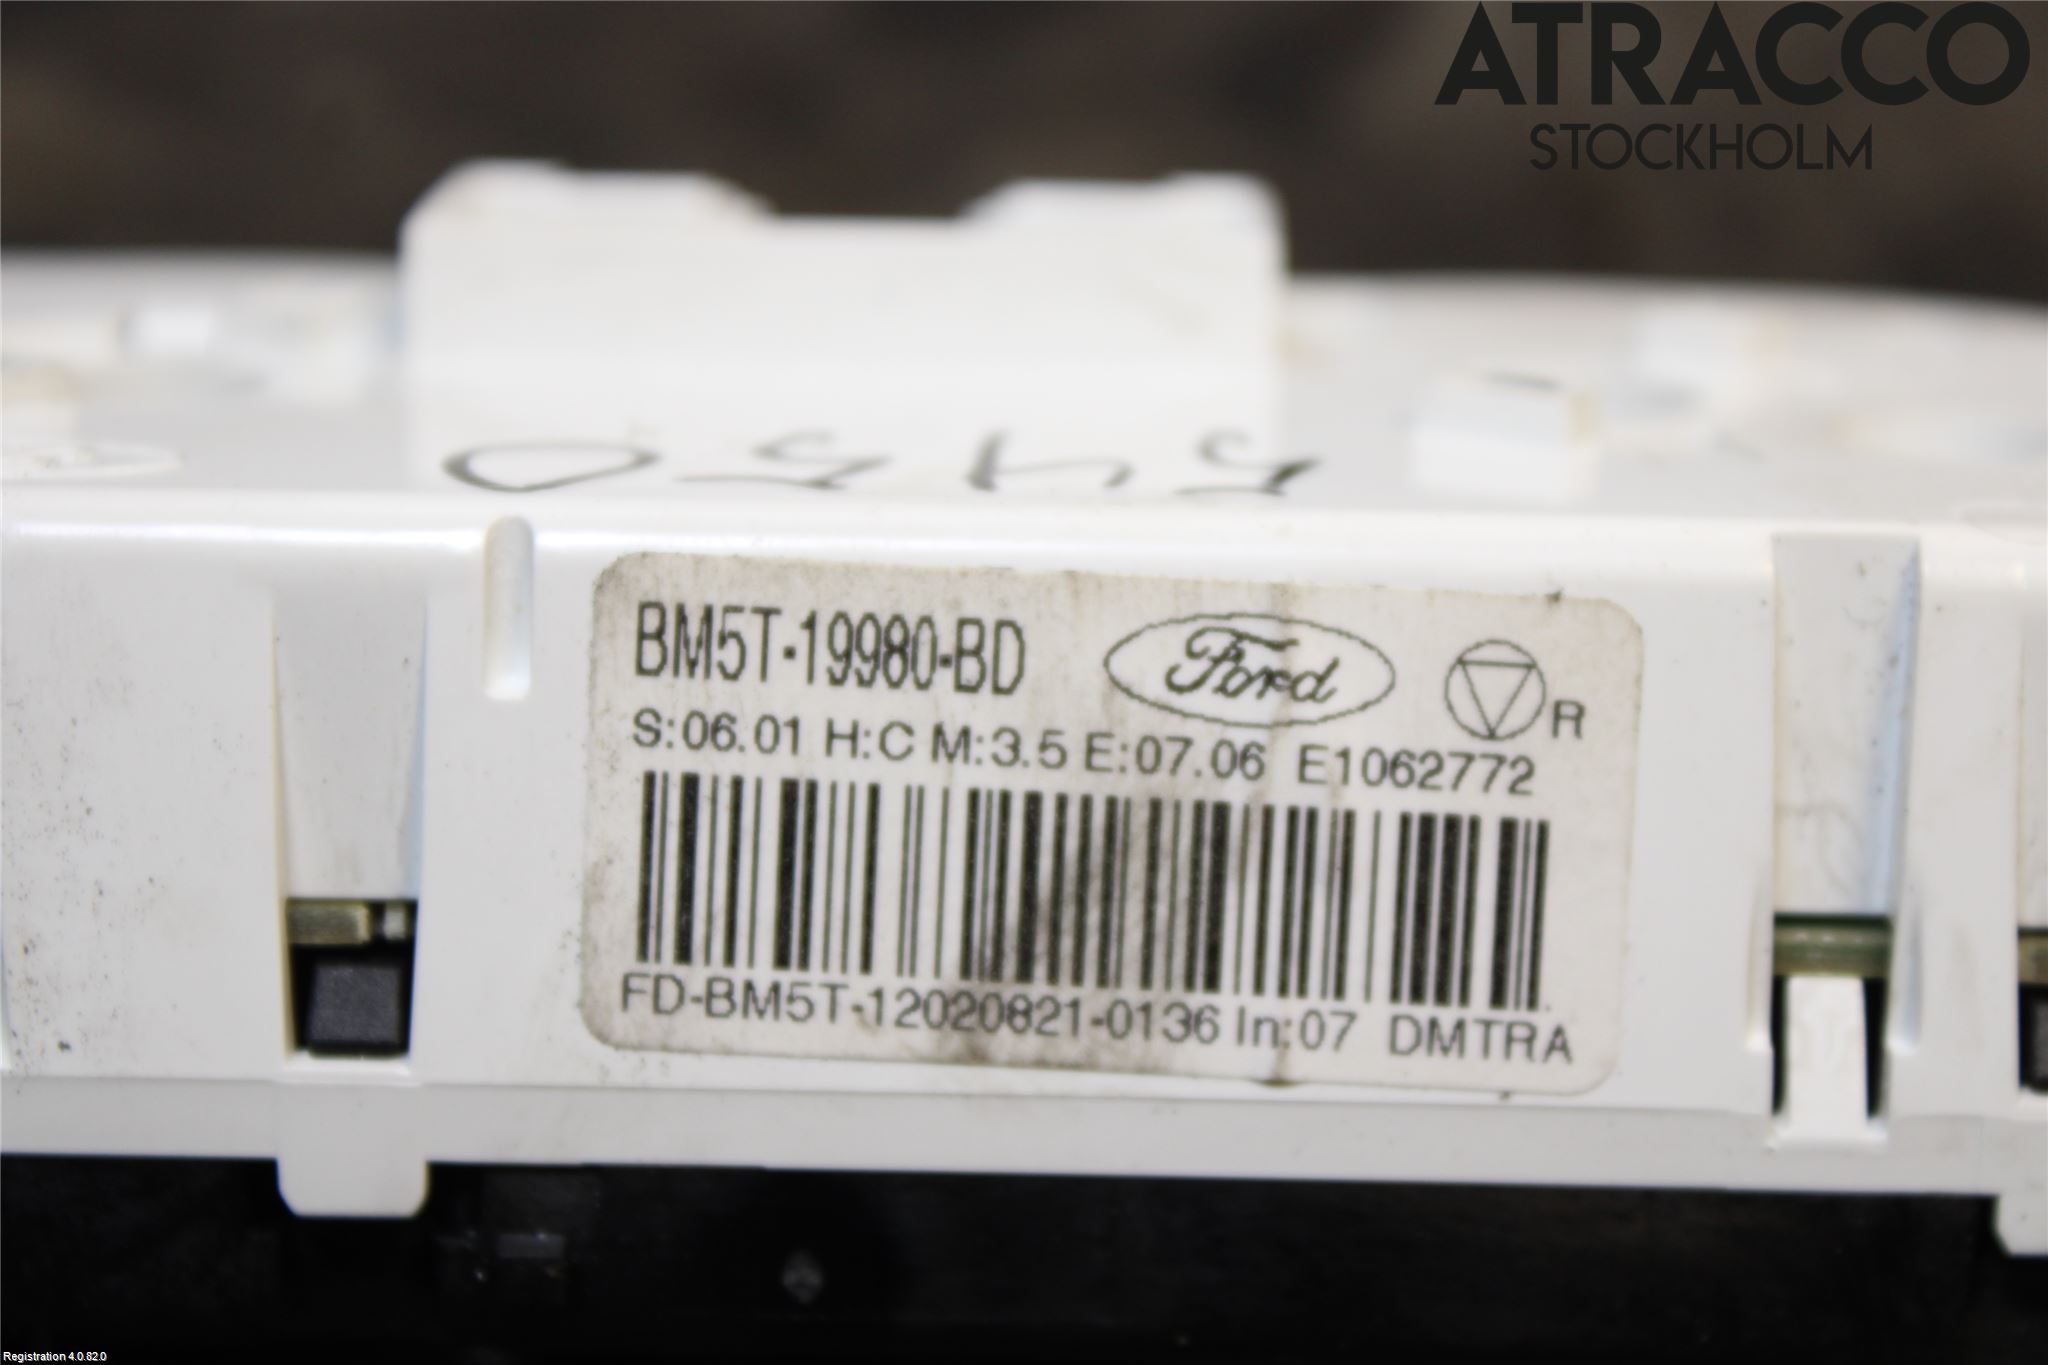 ATRACCO
STOCKHOLM
BM5T-19980-BD Ford R
S:06.01 H:C M:3.5 E:07.06 E1062772
FD-BM5T-12020821-0136 In:07 DMTRA
Registration 4.0.82.0